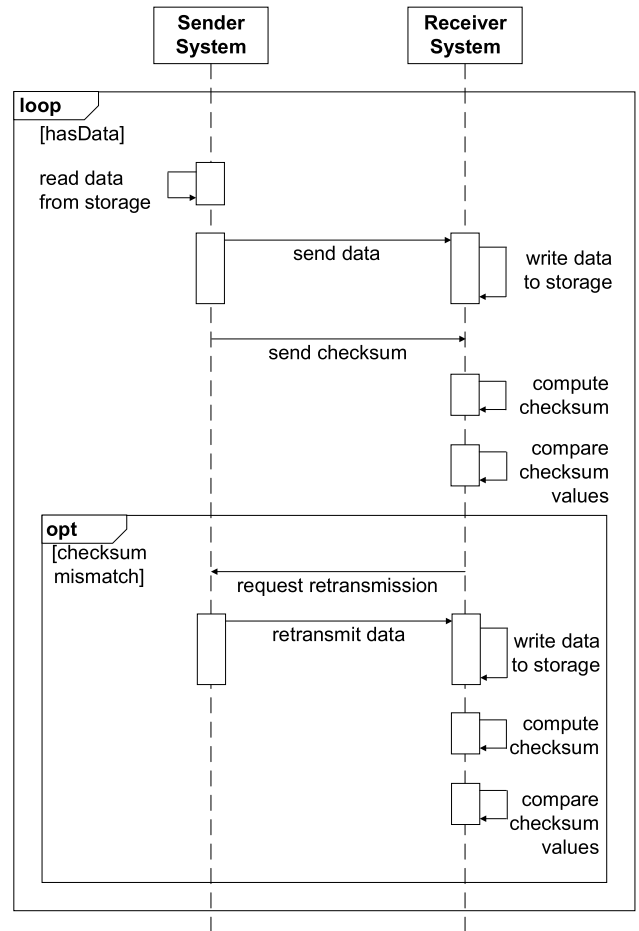 Sender
System
Receiver
System
loop
[hasData]
read data
from storage
send data
write data
to storage
send checksum
compute
checksum
compare
checksum
values
opt
[checksum
mismatch]
request retransmission
retransmit data
write data
to storage
compute
checksum
compare
checksum
values